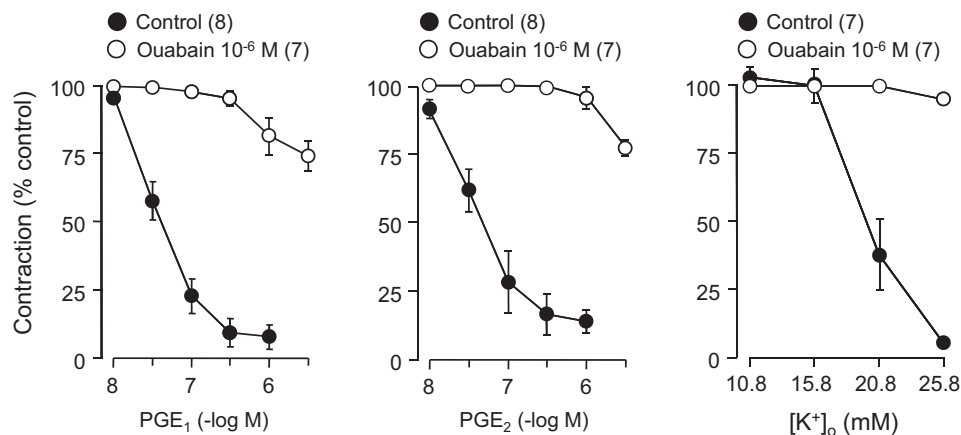 Control (8)
Ouabain 10⁻⁶ M (7)
Control (8)
Ouabain 10⁻⁶ M (7)
Control (7)
Ouabain 10⁻⁶ M (7)
Contraction (% control)
100
75
50
25
0
8
7
6
PGE₁ (-log M)
100
75
50
25
0
8
7
6
PGE₂ (-log M)
100
75
50
25
0
10.8
15.8
20.8
25.8
[K⁺]ₒ (mM)